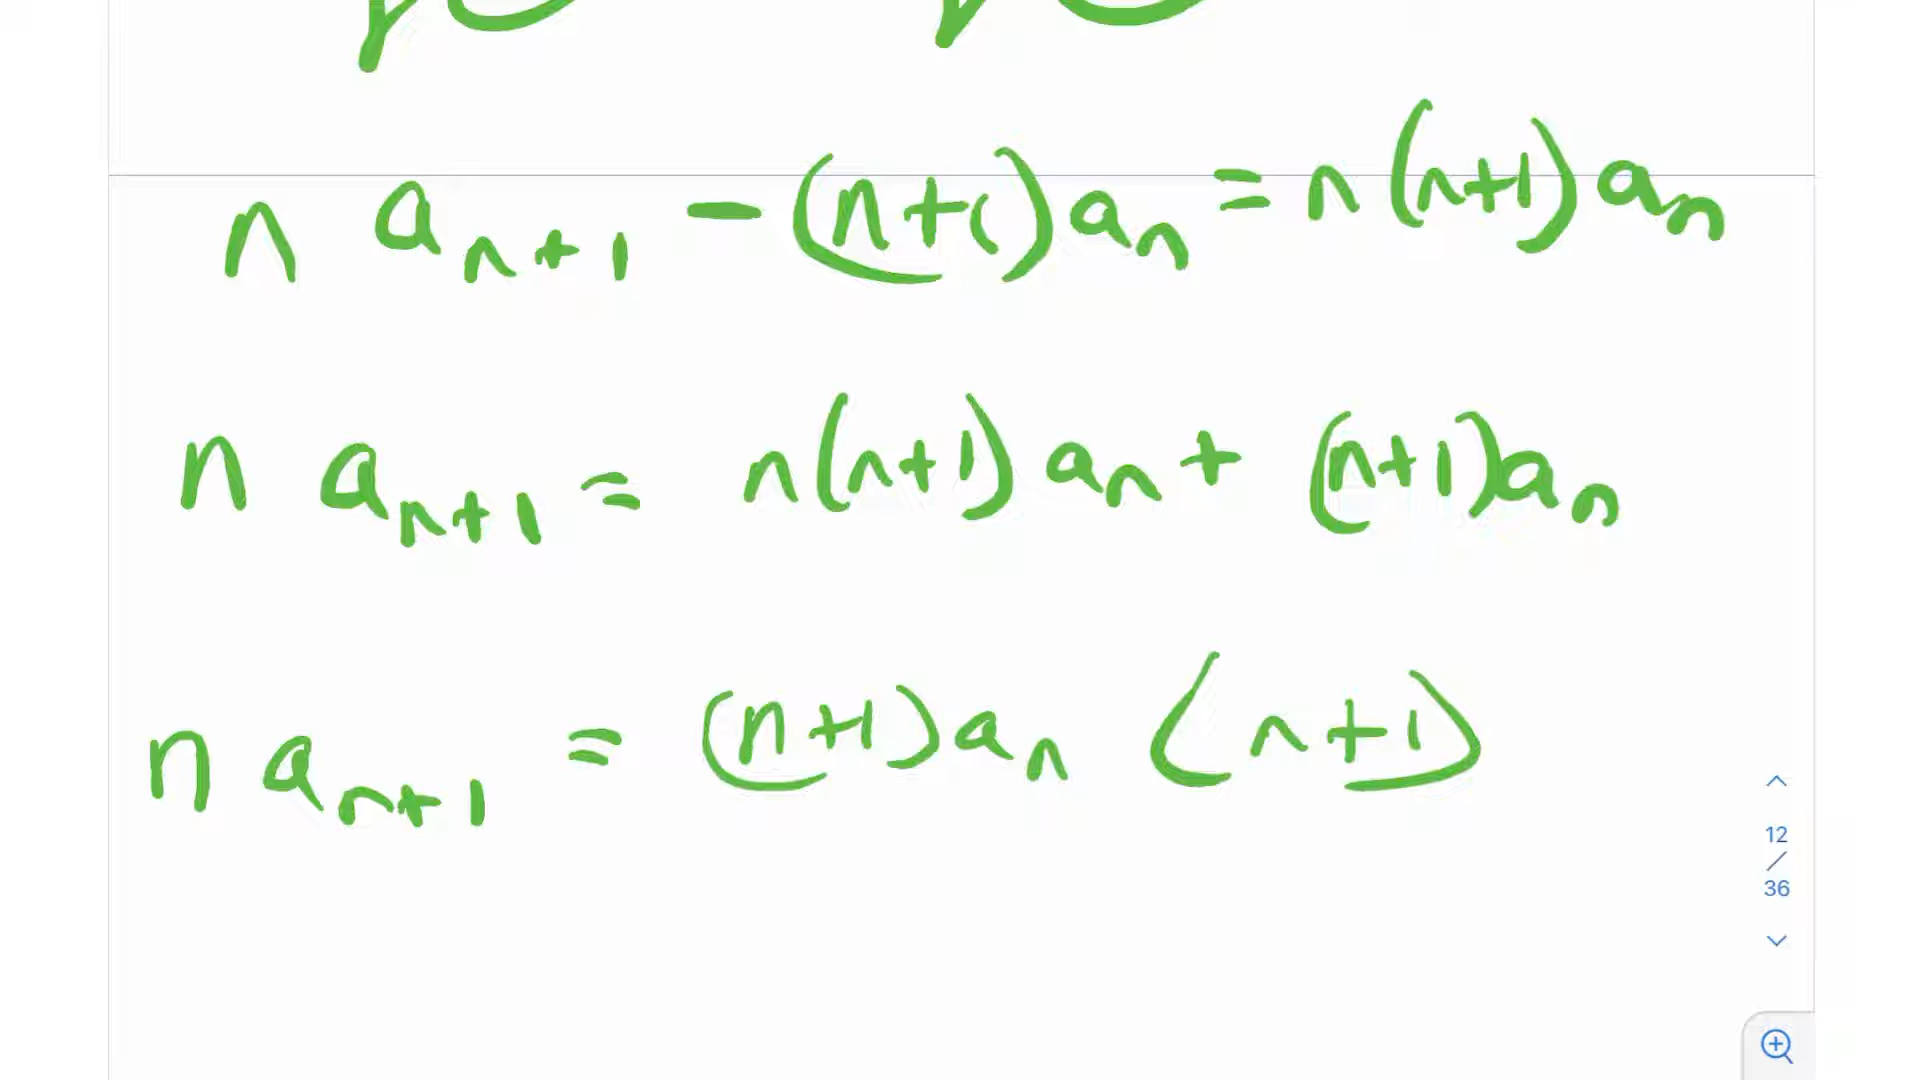 n a_{n+1} - (n+1)a_n = n(n+1)a_n
n a_{n+1} = n(n+1)a_n + (n+1)a_n
n a_{n+1} = (n+1)a_n (n+1)
12
/
36